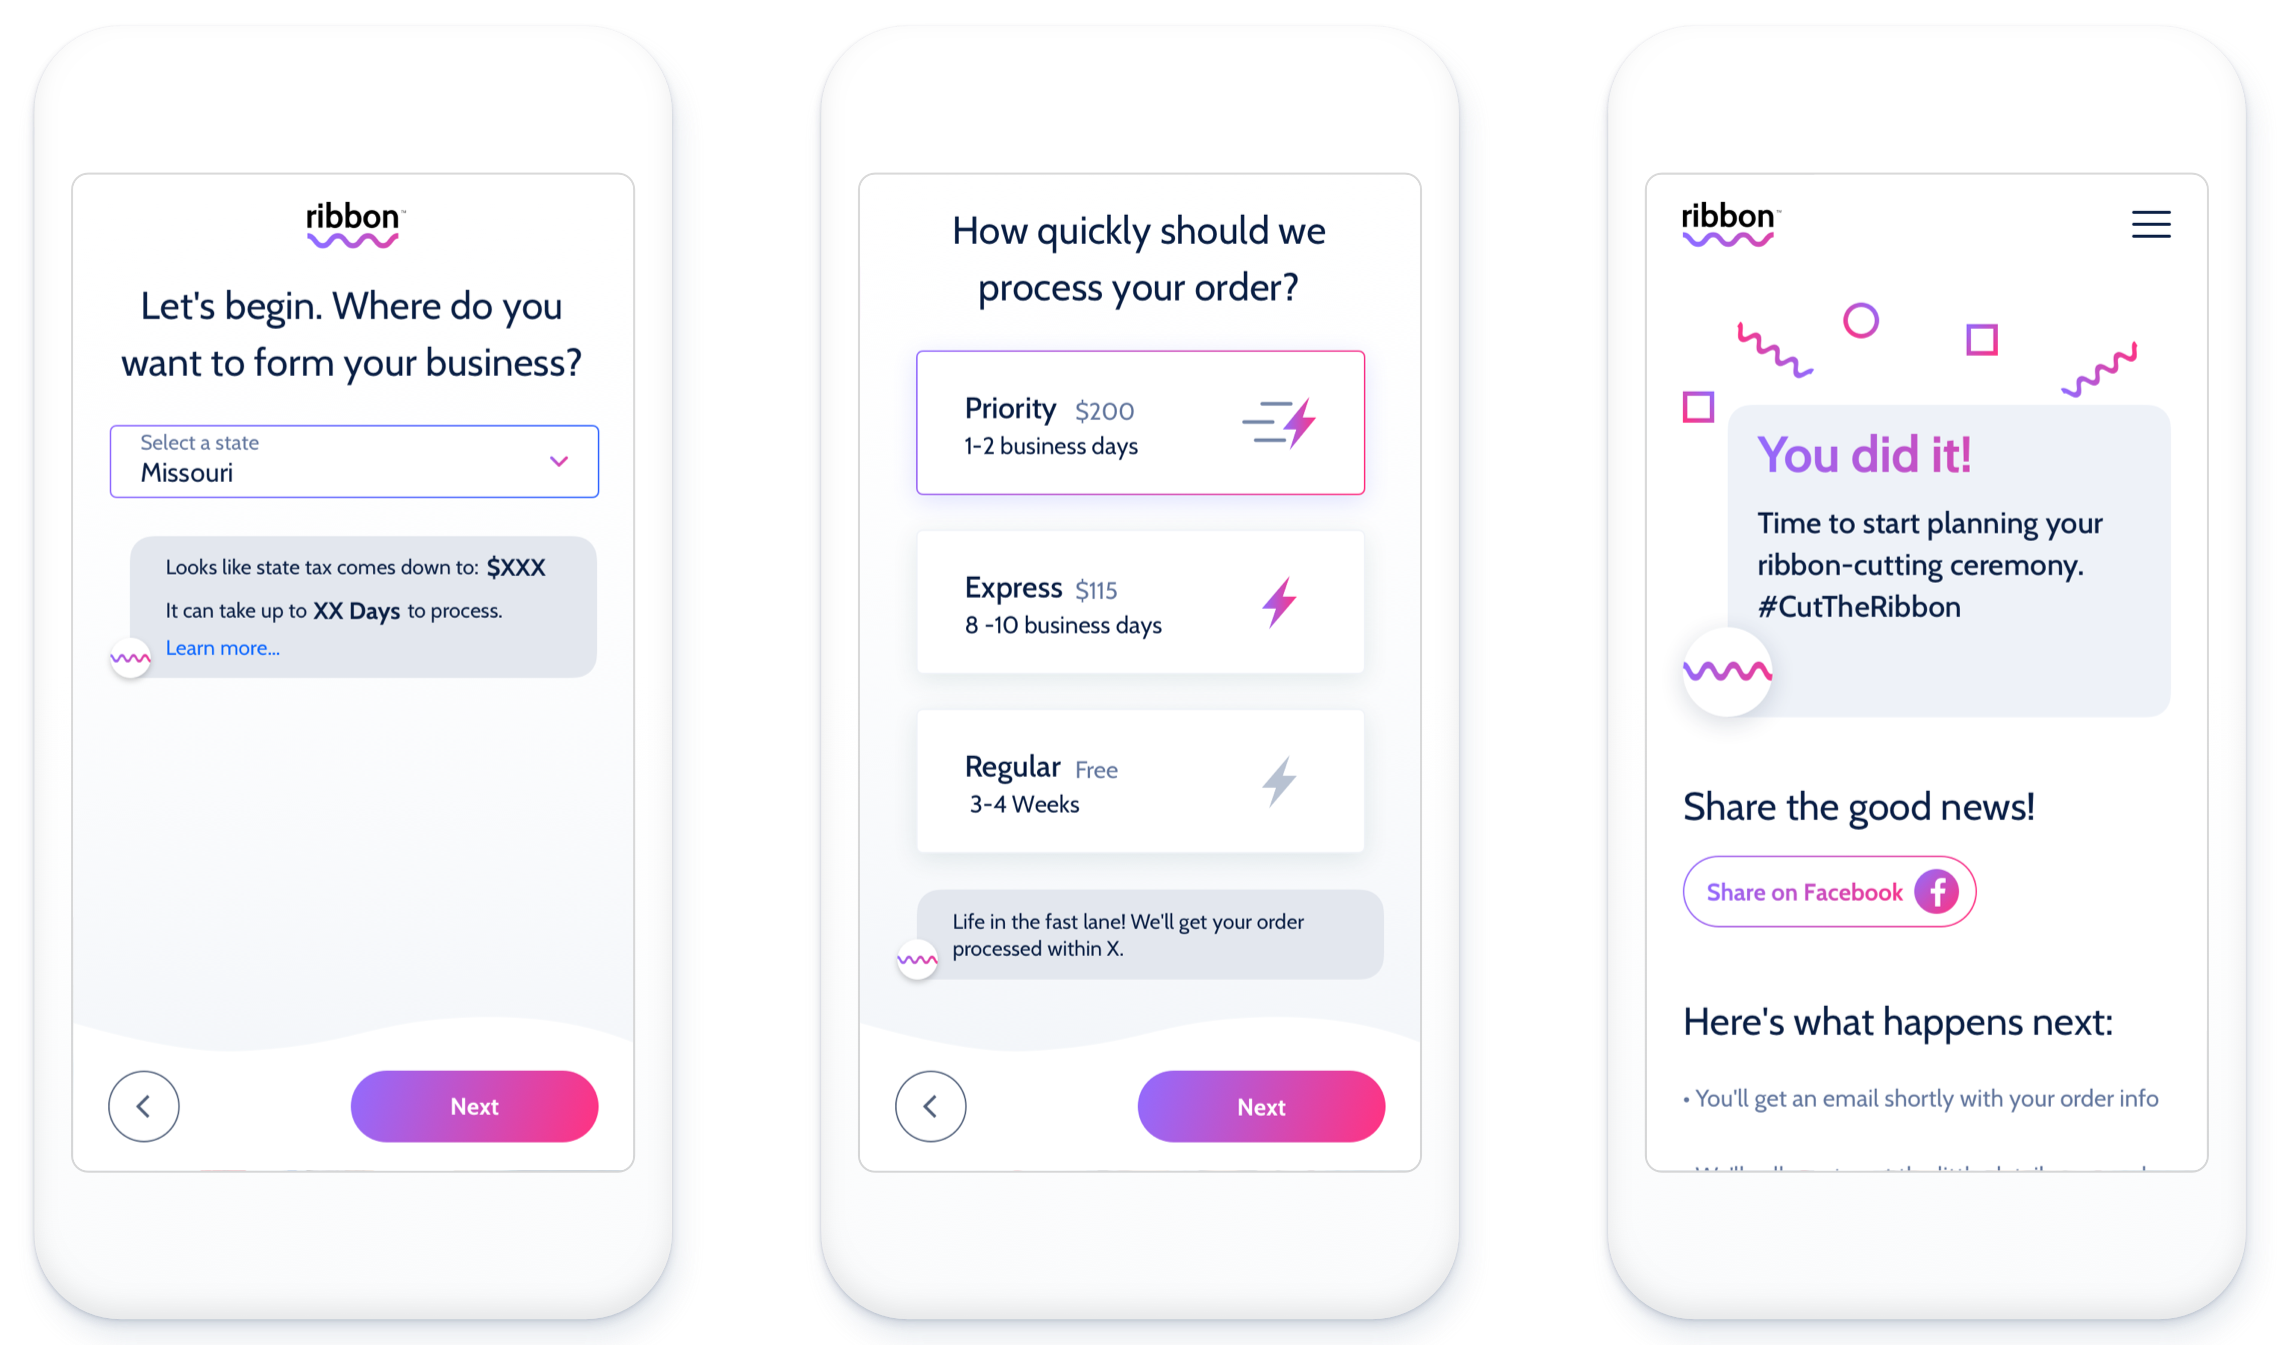 ribbon™
Let's begin. Where do you
want to form your business?
Select a state
Missouri
Looks like state tax comes down to: $XXX
It can take up to XX Days to process.
Learn more...
Next
How quickly should we
process your order?
Priority $200
1-2 business days
Express $115
8 -10 business days
Regular Free
3-4 Weeks
Life in the fast lane! We'll get your order
processed within X.
Next
ribbon™
You did it!
Time to start planning your
ribbon-cutting ceremony.
#CutTheRibbon
Share the good news!
Share on Facebook
Here's what happens next:
• You'll get an email shortly with your order info